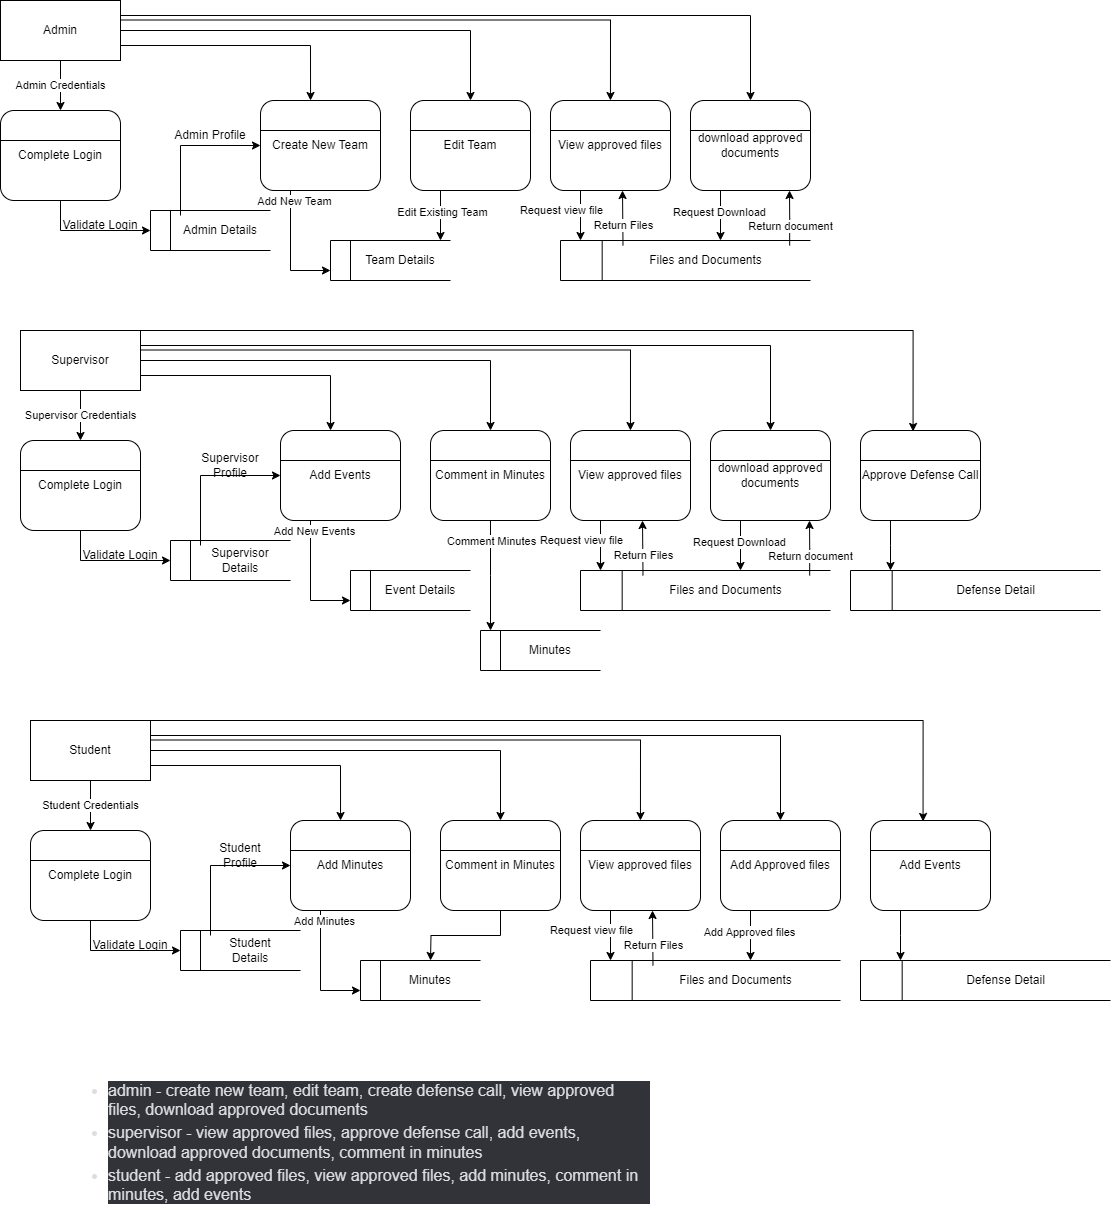 Admin
Admin Credentials
Complete Login
Validate Login
Admin Profile
Admin Details
Create New Team
Add New Team
Edit Team
Edit Existing Team
Team Details
View approved files
Request view file
Return Files
download approved
documents
Request Download
Return document
Files and Documents
Supervisor
Supervisor Credentials
Complete Login
Validate Login
Supervisor
Profile
Supervisor
Details
Add Events
Add New Events
Event Details
Comment in Minutes
Comment Minutes
Minutes
View approved files
Request view file
Return Files
download approved
documents
Request Download
Return document
Files and Documents
Approve Defense Call
Defense Detail
Student
Student Credentials
Complete Login
Validate Login
Student
Profile
Student
Details
Add Minutes
Add Minutes
Comment in Minutes
Minutes
View approved files
Request view file
Return Files
Add Approved files
Add Approved files
Files and Documents
Add Events
Defense Detail
admin - create new team, edit team, create defense call, view approved
files, download approved documents
supervisor - view approved files, approve defense call, add events,
download approved documents, comment in minutes
student - add approved files, view approved files, add minutes, comment in
minutes, add events